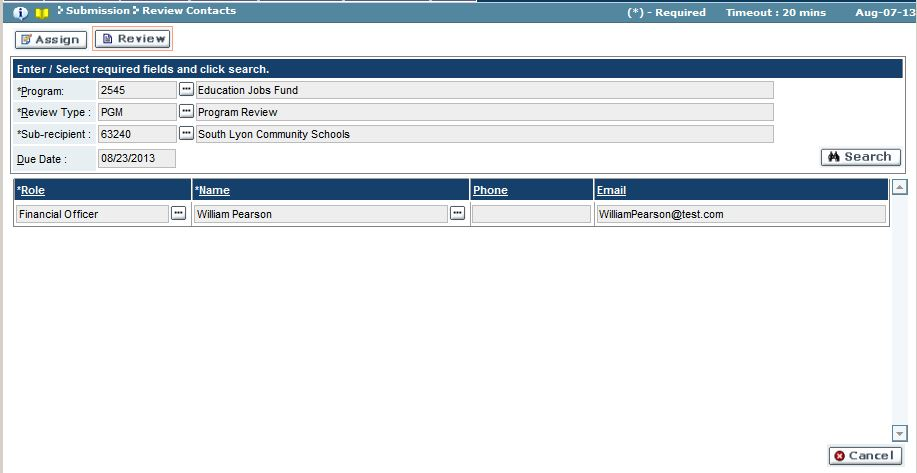 Submission Review Contacts (*) - Required Timeout : 20 mins Aug-07-13
Assign Review
Enter / Select required fields and click search.
*Program: 2545 ... Education Jobs Fund
*Review Type : PGM ... Program Review
*Sub-recipient : 63240 ... South Lyon Community Schools
Due Date : 08/23/2013
Search
*Role *Name Phone Email
Financial Officer ... William Pearson ... WilliamPearson@test.com
Cancel